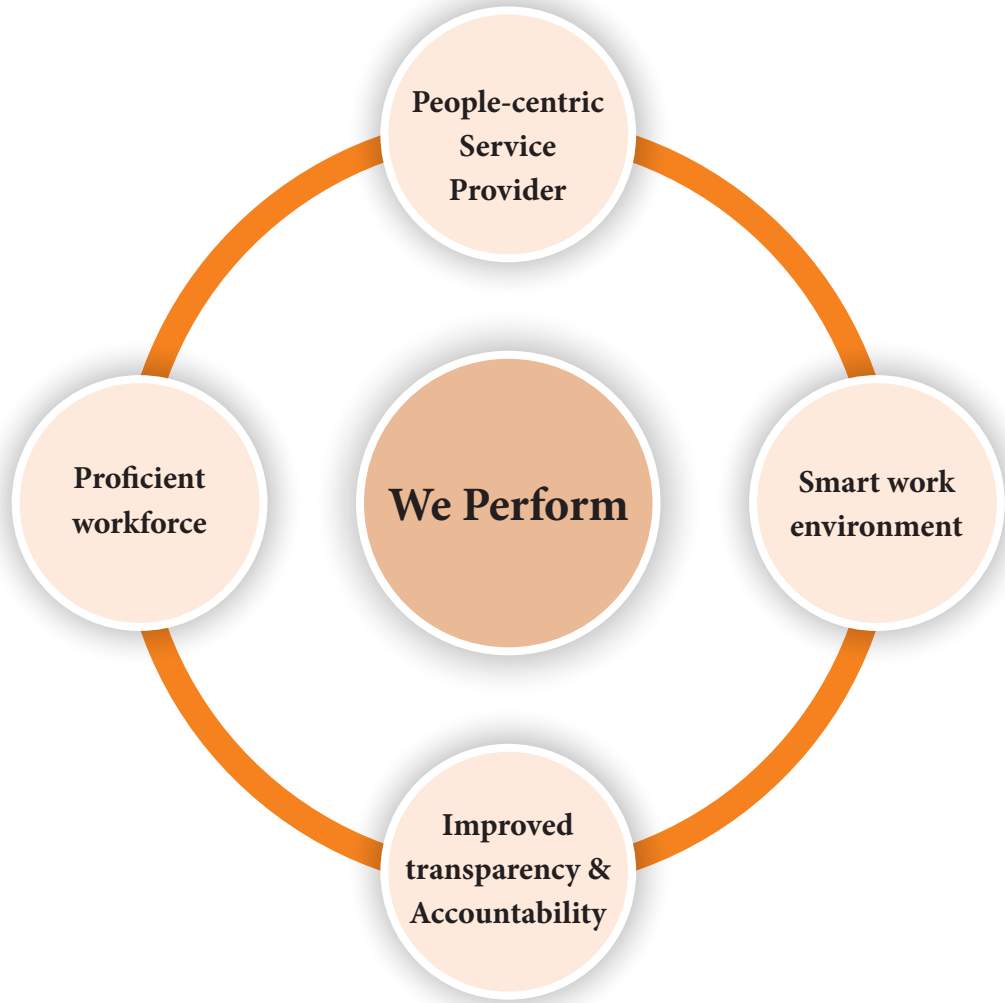 People-centric
Service
Provider
Proficient
workforce
We Perform
Smart work
environment
Improved
transparency &
Accountability